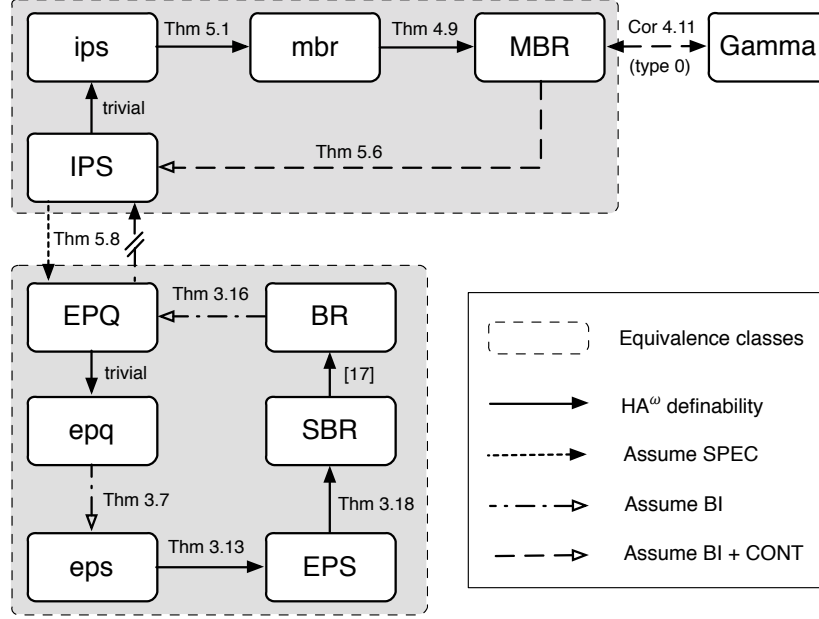 Thm 5.1
Thm 4.9
Cor 4.11
ips
mbr
MBR
Gamma
(type 0)
trivial
Thm 5.6
IPS
Thm 5.8
Thm 3.16
EPQ
BR
Equivalence classes
trivial
[17]
HAω definability
epq
SBR
Assume SPEC
Thm 3.7
Thm 3.18
Assume BI
Thm 3.13
eps
EPS
Assume BI + CONT